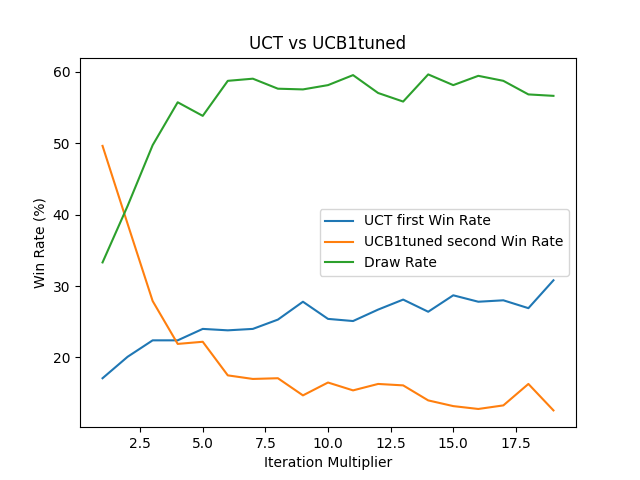 UCT vs UCB1tuned
Win Rate (%)
60
50
40
30
20
UCT first Win Rate
UCB1tuned second Win Rate
Draw Rate
2.5 5.0 7.5 10.0 12.5 15.0 17.5
Iteration Multiplier